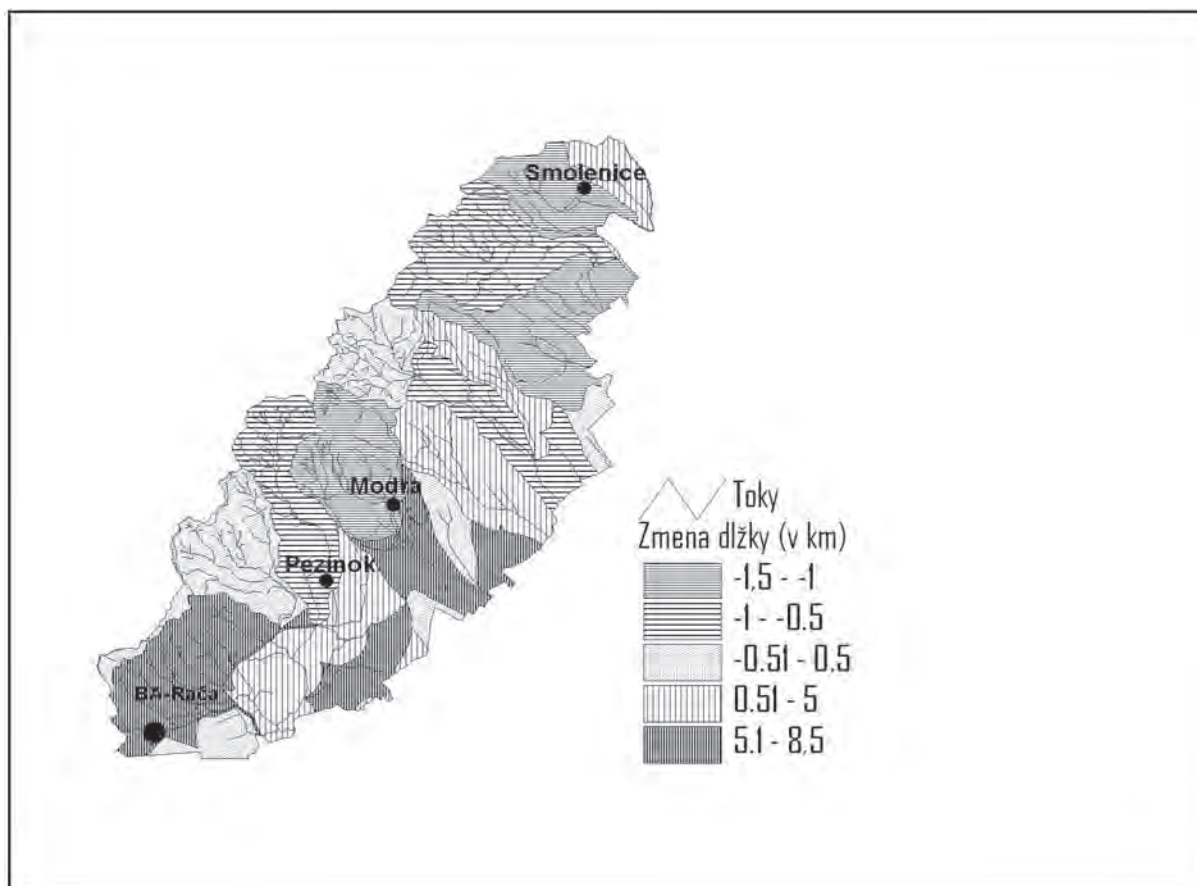 Smolenice
Modra
Pezinok
BA-Rača
Toky
Zmena dlžky (v km)
-1,5 - -1
-1 - -0.5
-0.51 - 0.5
0.51 - 5
5.1 - 8,5